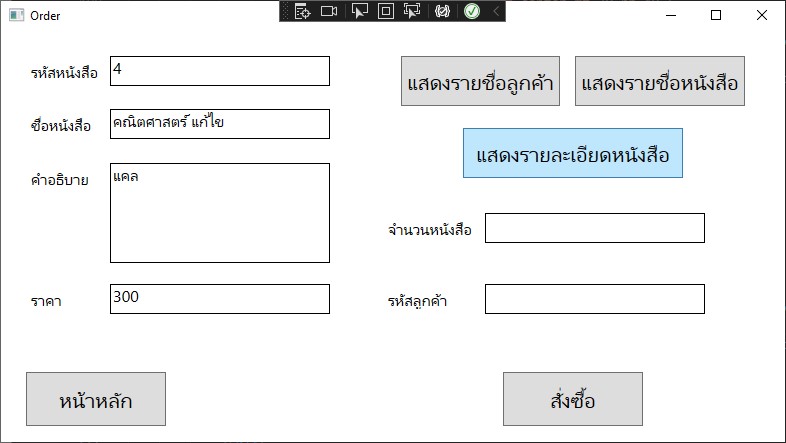 Order
รหัสหนังสือ 4
แสดงรายชื่อลูกค้า แสดงรายชื่อหนังสือ
ชื่อหนังสือ คณิตศาสตร์ แก้ไข
แสดงรายละเอียดหนังสือ
คำอธิบาย แคล
จำนวนหนังสือ
ราคา 300
รหัสลูกค้า
หน้าหลัก
สั่งซื้อ